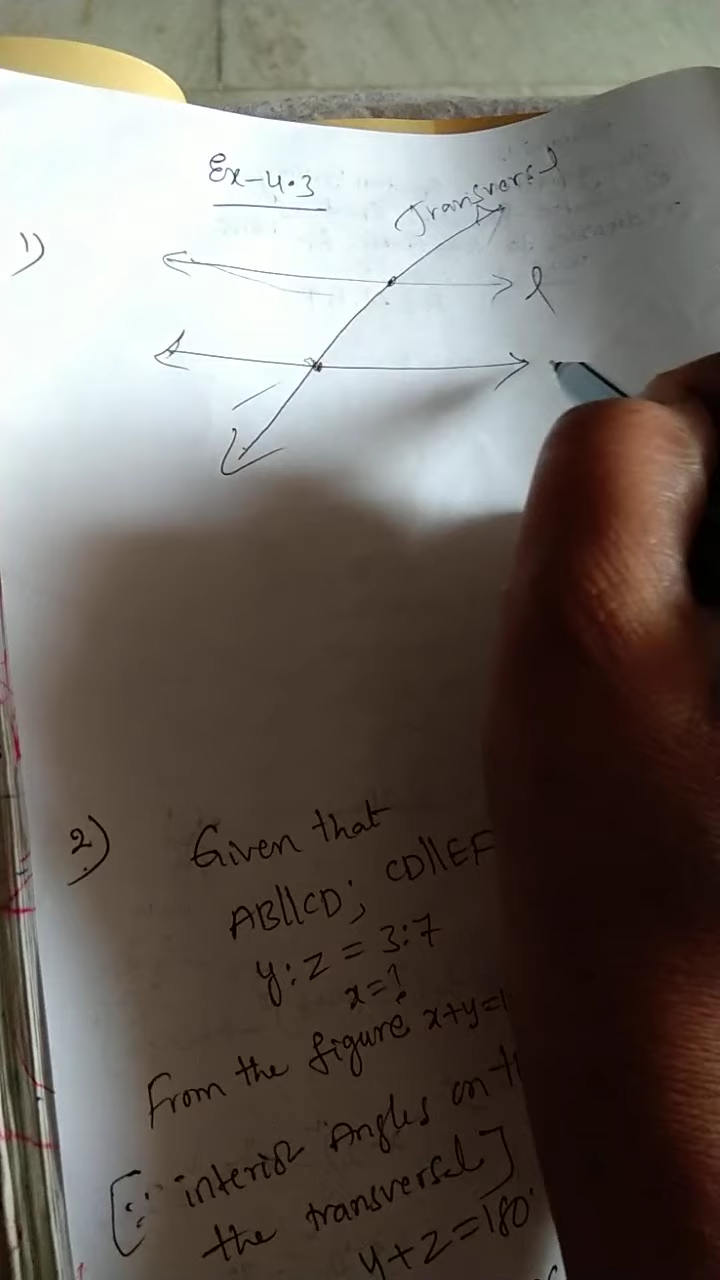 Ex-4.3
Transversal
1)
l
2) Given that
AB||CD; CD||EF
y:z = 3:7
x=?
From the figure x+y=1
[∵ interior Angles on t
the transversal]
y+z=180°